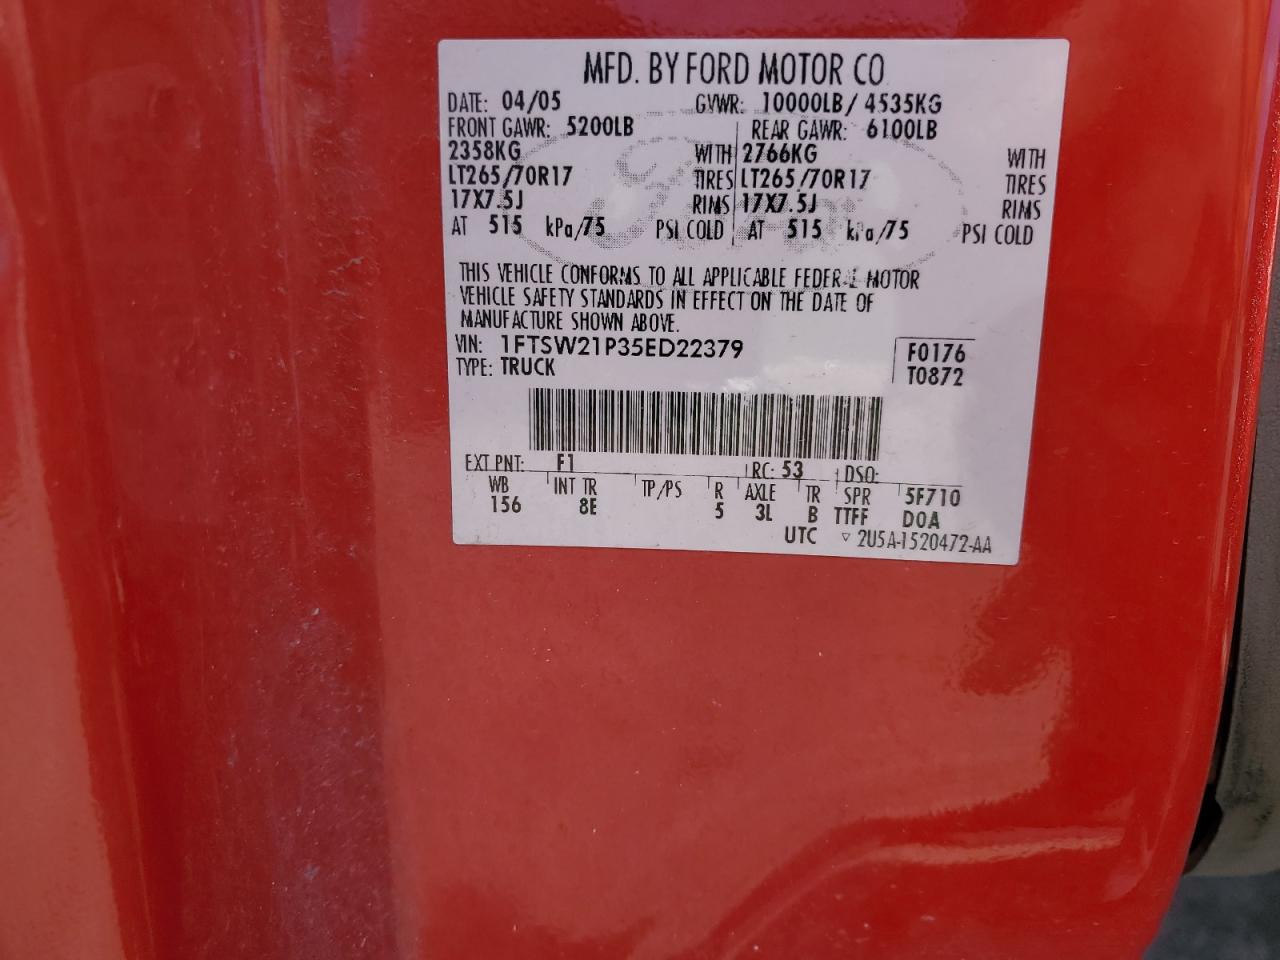 MFD. BY FORD MOTOR CO
DATE: 04/05 GVWR: 10000LB/ 4535KG
FRONT GAWR: 5200LB REAR GAWR: 6100LB
2358KG WITH 2766KG WITH
LT265/70R17 TIRES LT265/70R17 TIRES
17X7.5J RIMS 17X7.5J RIMS
AT 515 kPa/75 PSI COLD AT 515 kPa/75 PSI COLD
THIS VEHICLE CONFORMS TO ALL APPLICABLE FEDERAL MOTOR
VEHICLE SAFETY STANDARDS IN EFFECT ON THE DATE OF
MANUFACTURE SHOWN ABOVE.
VIN: 1FTSW21P35ED22379 F0176
TYPE: TRUCK T0872
EXT PNT: F1 RC: 53 DSO:
WB INT TR TP/PS R AXLE TR SPR 5F710
156 8E 5 3L B TTFF DOA
UTC ▽ 2U5A-1520472-AA